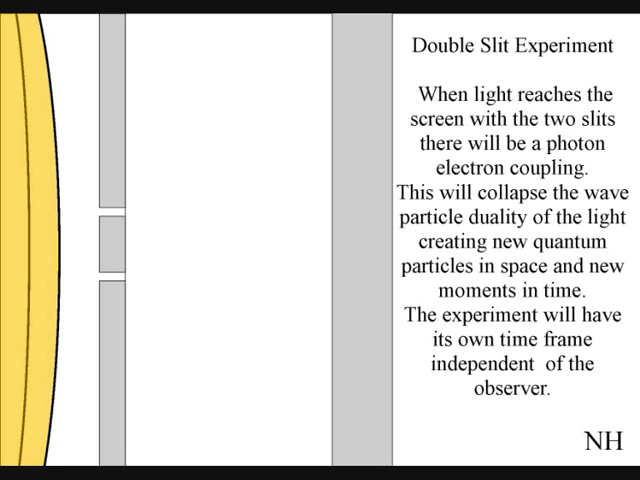 Double Slit Experiment
When light reaches the
screen with the two slits
there will be a photon
electron coupling.
This will collapse the wave
particle duality of the light
creating new quantum
particles in space and new
moments in time.
The experiment will have
its own time frame
independent of the
observer.
NH